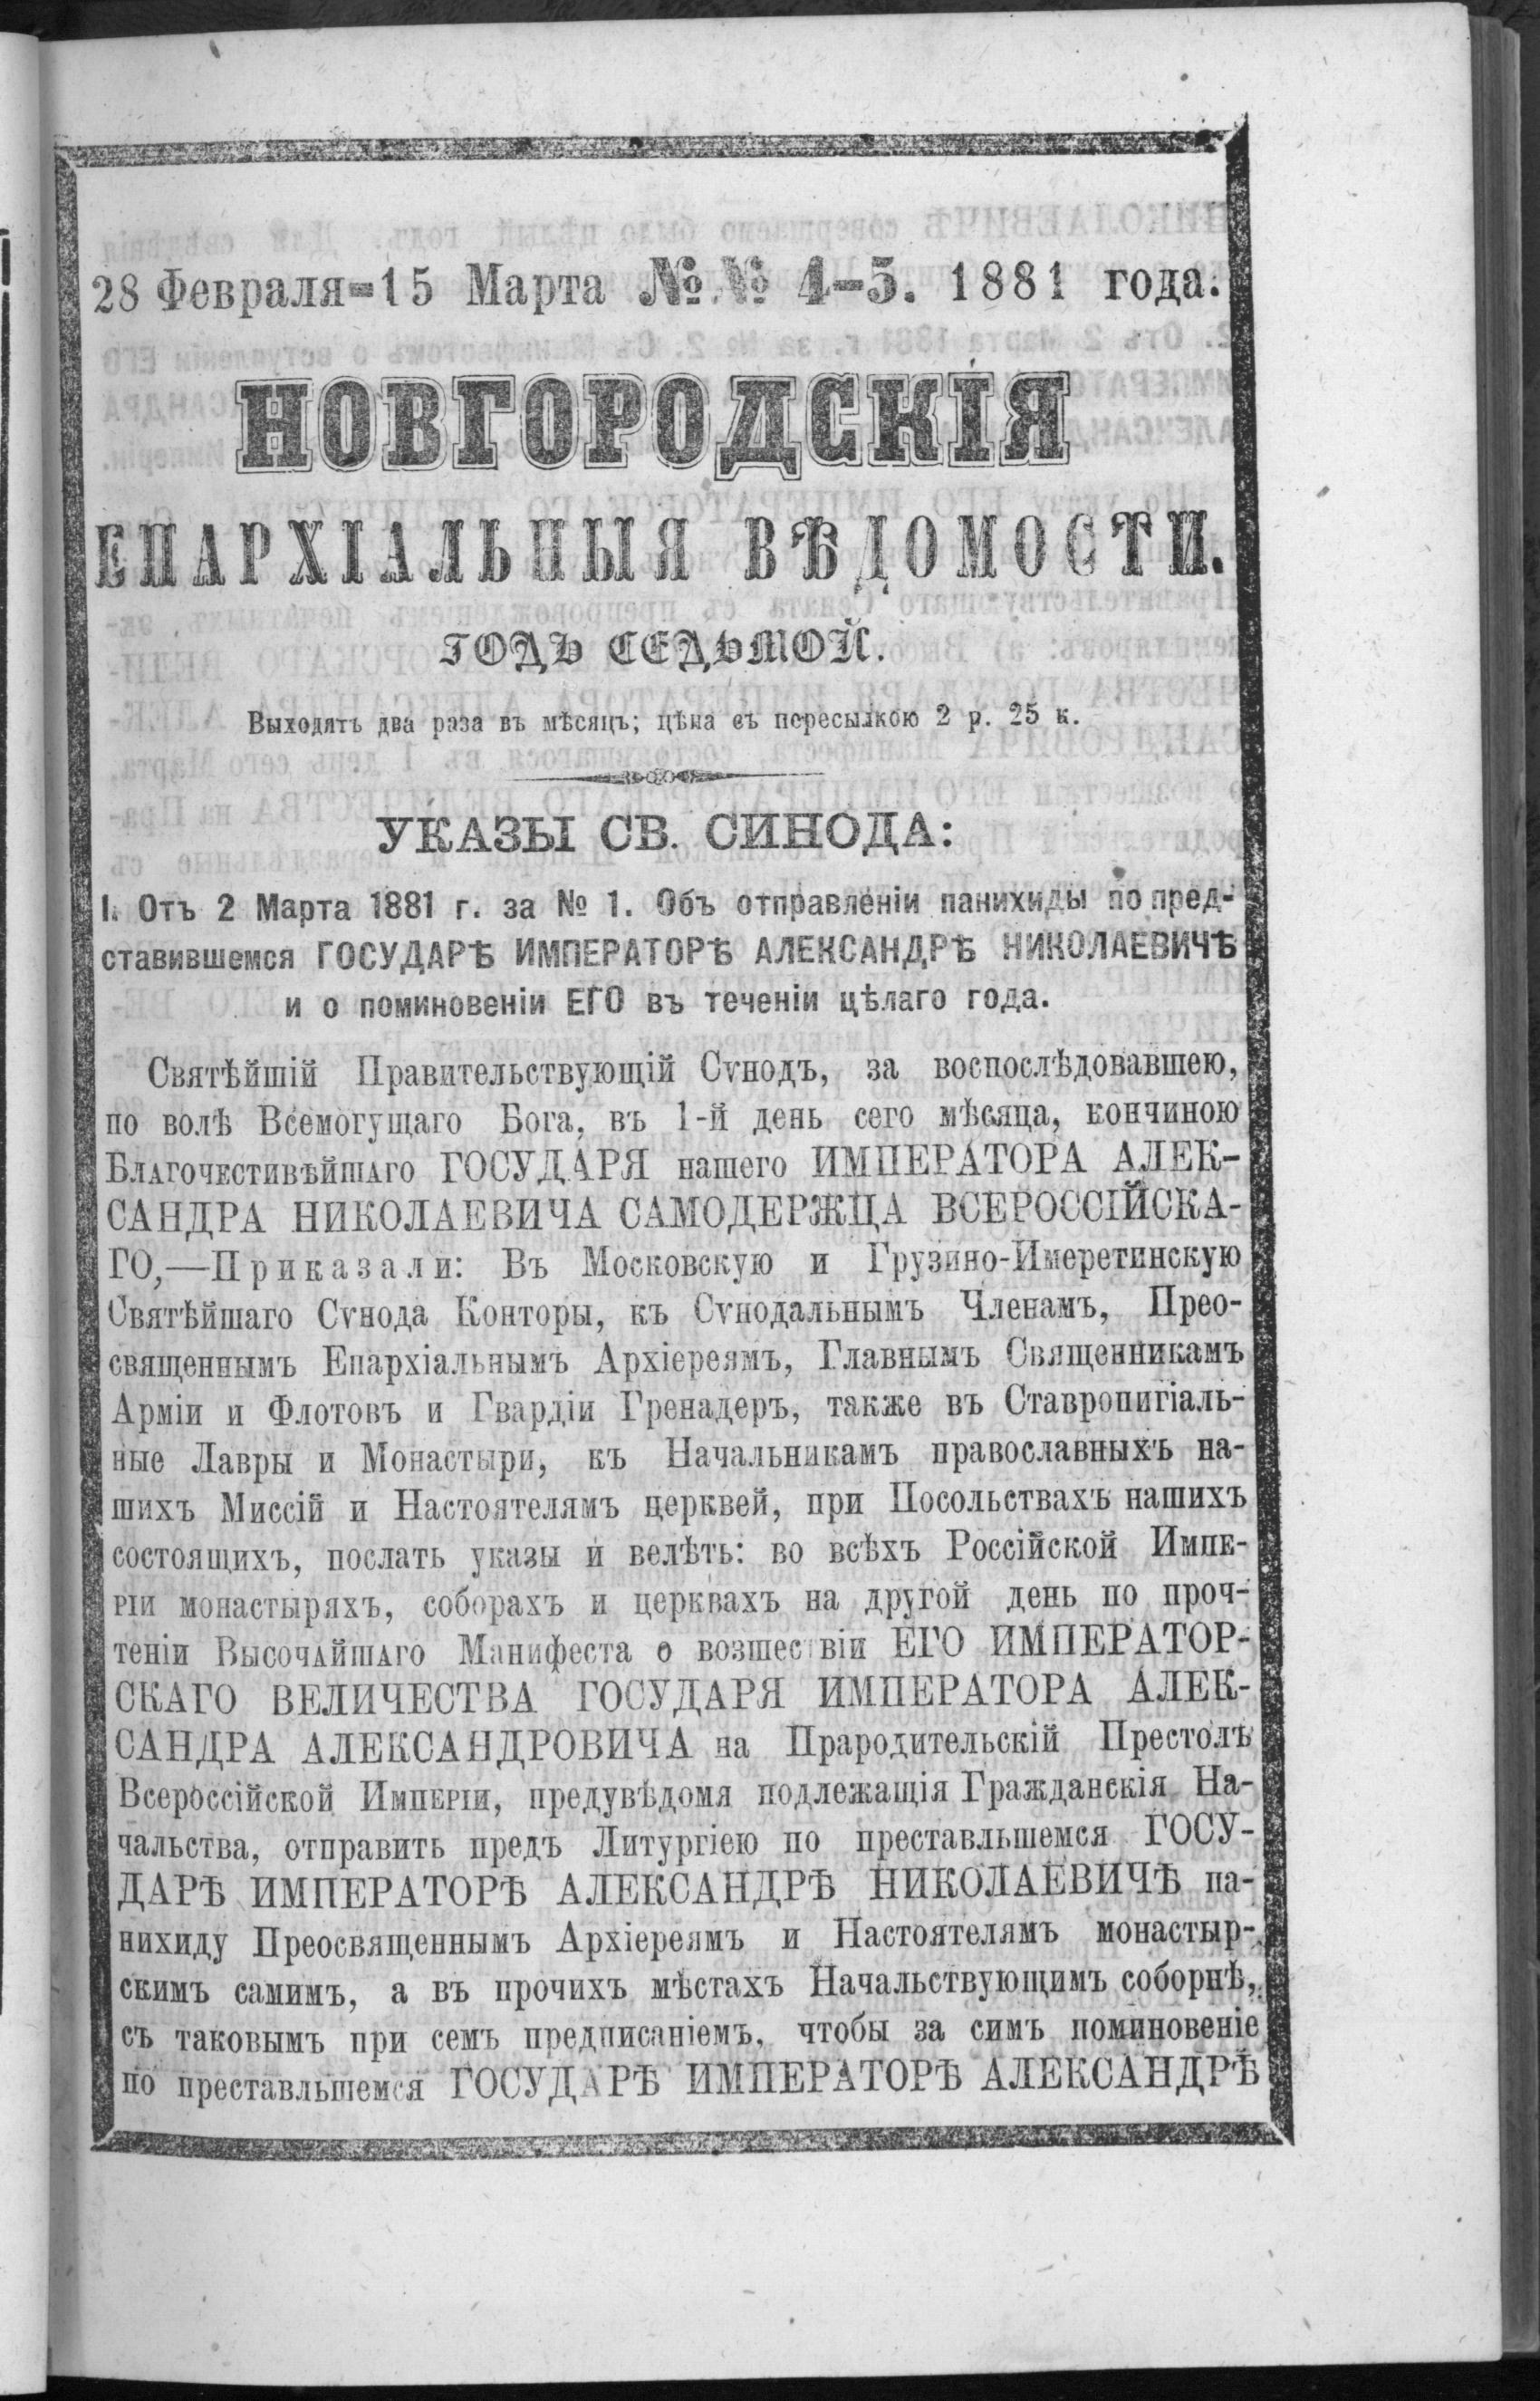 28 Февраля=15 Марта №№ 4-5. 1881 года.
НОВГОРОДСКІЯ
ЕПАРХІАЛЬНЫЯ ВѢДОМОСТИ.
ГОДЪ СЕДЬМОЙ.
Выходятъ два раза въ мѣсяцъ; цѣна съ пересылкою 2 р. 25 к.
УКАЗЫ СВ. СИНОДА:
I. Отъ 2 Марта 1881 г. за № 1. Объ отправленіи панихиды по пред-
ставившемся ГОСУДАРѢ ИМПЕРАТОРѢ АЛЕКСАНДРѢ НИКОЛАЕВИЧѢ
и о поминовеніи ЕГО въ теченіи цѣлаго года.
Святѣйшій Правительствующій Сѵнодъ, за воспослѣдовавшею,
по волѣ Всемогущаго Бога, въ 1-й день сего мѣсяца, кончиною
Благочестивѣйшаго ГОСУДАРЯ нашего ИМПЕРАТОРА АЛЕК-
САНДРА НИКОЛАЕВИЧА САМОДЕРЖЦА ВСЕРОССІЙСКА-
ГО,—Приказали: Въ Московскую и Грузино-Имеретинскую
Святѣйшаго Сѵнода Конторы, къ Сѵнодальнымъ Членамъ, Прео-
священнымъ Епархіальнымъ Архіереямъ, Главнымъ Священникамъ
Арміи и Флотовъ и Гвардіи Гренадеръ, также въ Ставропигіаль-
ные Лавры и Монастыри, къ Начальникамъ православныхъ на-
шихъ Миссій и Настоятелямъ церквей, при Посольствахъ нашихъ
состоящихъ, послать указы и велѣть: во всѣхъ Россійской Импе-
ріи монастыряхъ, соборахъ и церквахъ на другой день по проч-
теніи Высочайшаго Манифеста о возшествіи ЕГО ИМПЕРАТОР-
СКАГО ВЕЛИЧЕСТВА ГОСУДАРЯ ИМПЕРАТОРА АЛЕК-
САНДРА АЛЕКСАНДРОВИЧА на Прародительскій Престолъ
Всероссійской Имперіи, предувѣдомя подлежащія Гражданскія На-
чальства, отправить предъ Литургіею по преставльшемся ГОСУ-
ДАРѢ ИМПЕРАТОРѢ АЛЕКСАНДРѢ НИКОЛАЕВИЧѢ па-
нихиду Преосвященнымъ Архіереямъ и Настоятелямъ монастыр-
скимъ самимъ, а въ прочихъ мѣстахъ Начальствующимъ соборнѣ,
съ таковымъ при семъ предписаніемъ, чтобы за симъ поминовеніе
по преставльшемся ГОСУДАРѢ ИМПЕРАТОРѢ АЛЕКСАНДРѢ